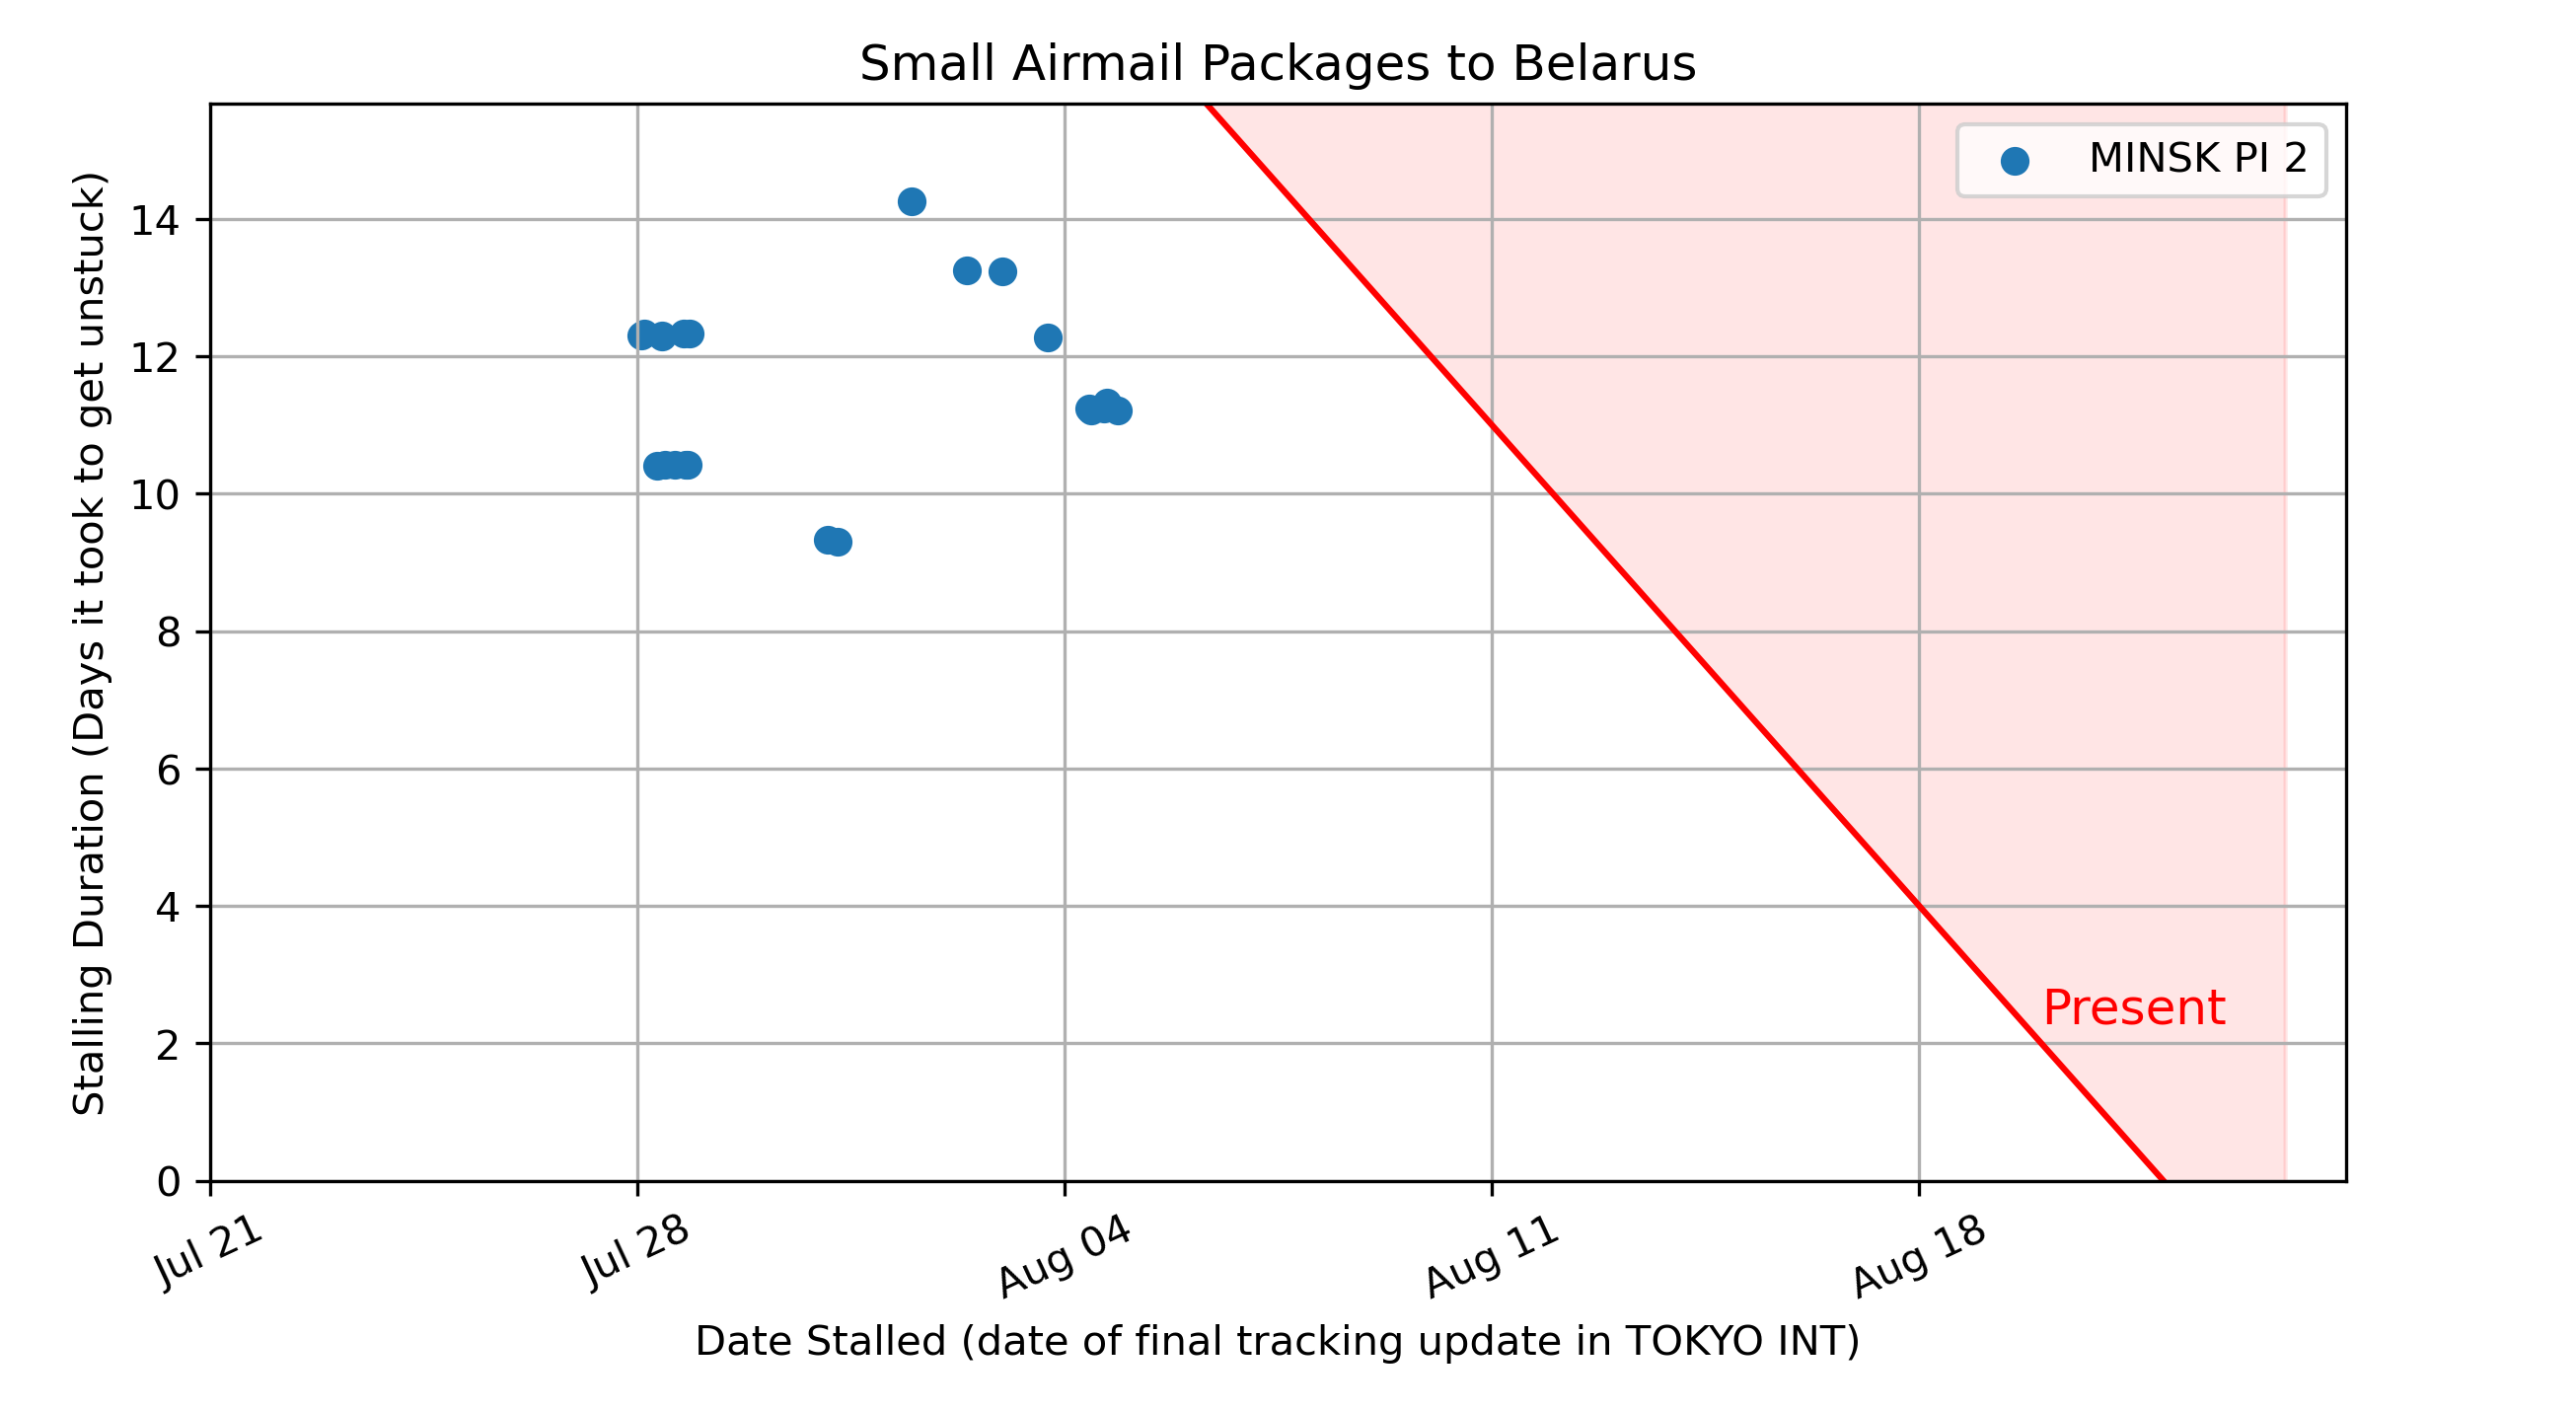 Small Airmail Packages to Belarus
MINSK PI 2
Stalling Duration (Days it took to get unstuck)
14
12
10
8
6
4
2
0
Present
Jul 21
Jul 28
Aug 04
Aug 11
Aug 18
Date Stalled (date of final tracking update in TOKYO INT)